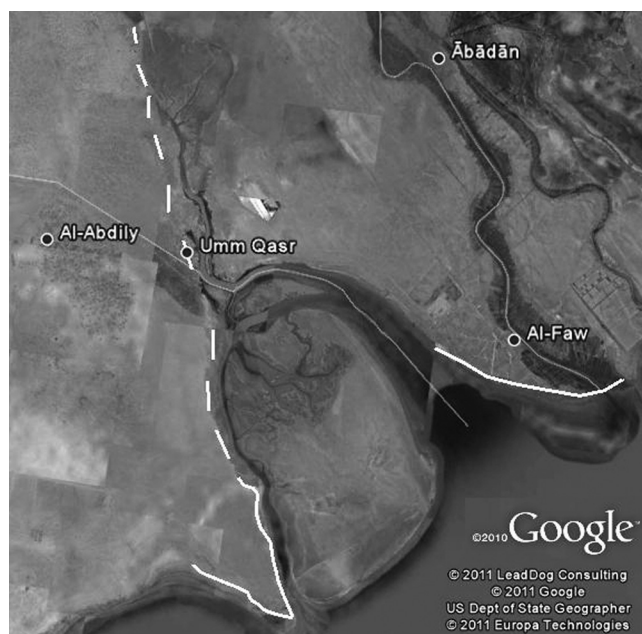 Ābādān
Al-Abdily
Umm Qasr
Al-Faw
©2010 Google™
© 2011 LeadDog Consulting
© 2011 Google
US Dept of State Geographer
© 2011 Europa Technologies